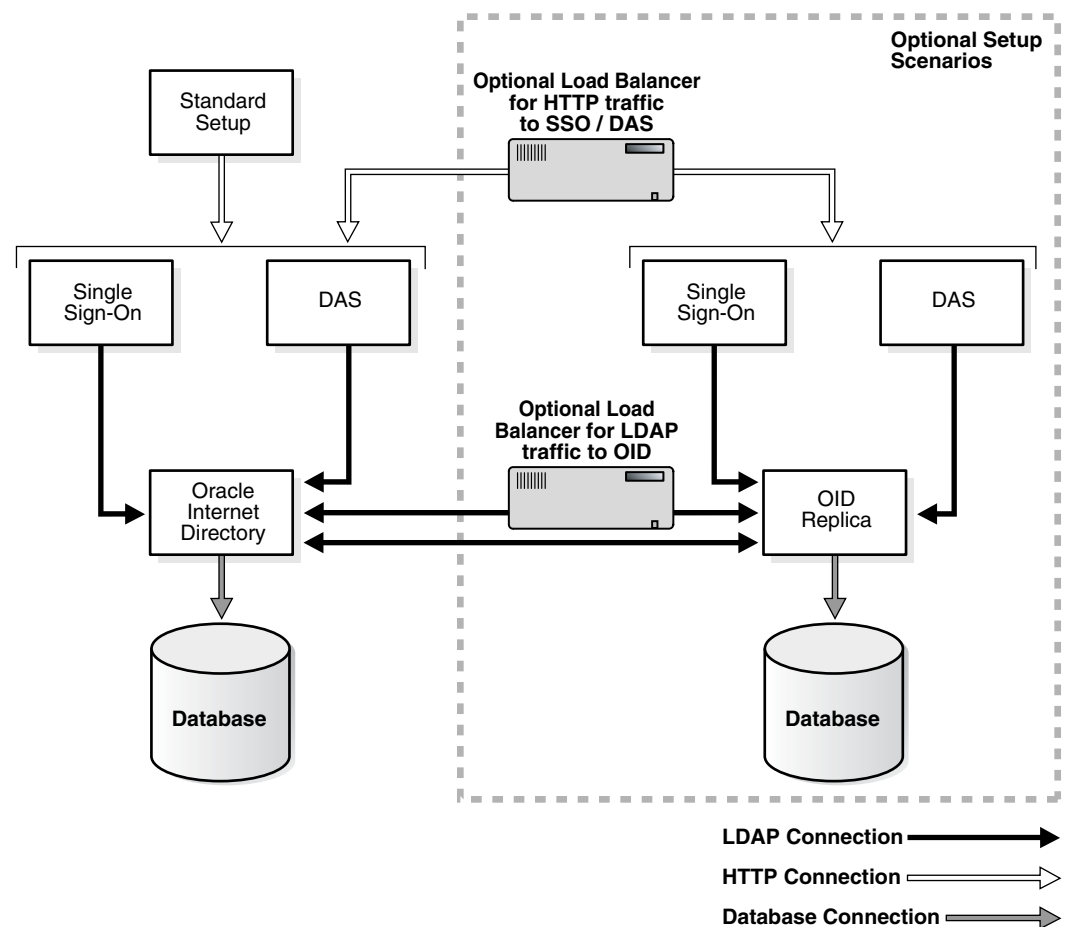 Optional Setup
Scenarios
Optional Load Balancer
for HTTP traffic
to SSO / DAS
Standard
Setup
Single
Sign-On
DAS
Single
Sign-On
DAS
Optional Load
Balancer for LDAP
traffic to OID
Oracle
Internet
Directory
OID
Replica
Database
Database
LDAP Connection
HTTP Connection
Database Connection